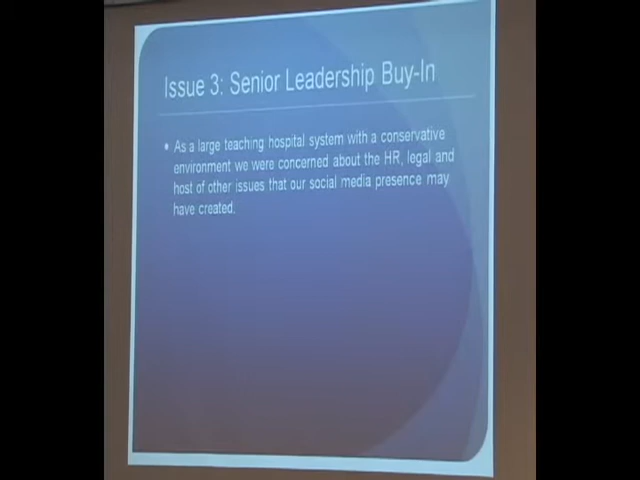 Issue 3: Senior Leadership Buy-In
• As a large teaching hospital system with a conservative
environment we were concerned about the HR, legal and
host of other issues that our social media presence may
have created.